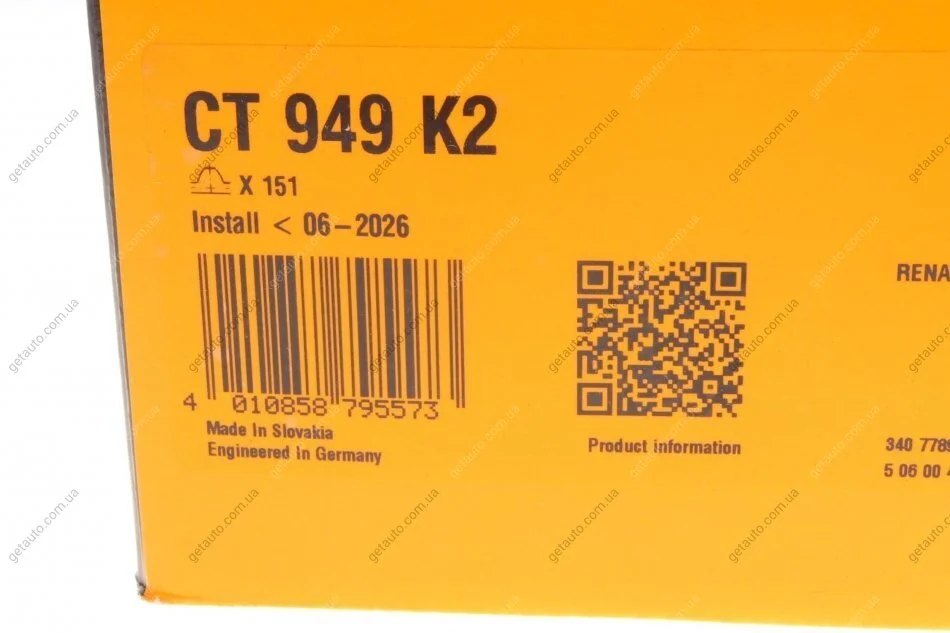 CT 949 K2
X 151
Install < 06-2026
4 010858 795573
Made In Slovakia
Engineered In Germany
Product information
RENA
340 778
5 06 00
getauto.com.ua